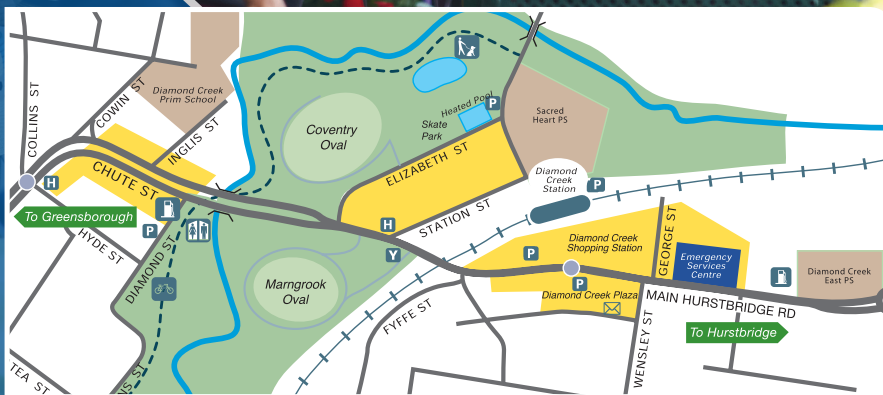 COLLINS ST
COWIN ST
Diamond Creek
Prim School
INGLIS ST
CHUTE ST
H
To Greensborough
P
HYDE ST
DIAMOND ST
TEA ST
NS ST
Coventry
Oval
Heated Pool
P
Skate
Park
Sacred
Heart PS
ELIZABETH ST
STATION ST
H
Y
Diamond
Creek
Station
P
Marngrook
Oval
FYFFE ST
P
Diamond Creek
Shopping Station
GEORGE ST
Emergency
Services
Centre
P
Diamond Creek Plaza
MAIN HURSTBRIDGE RD
WENSLEY ST
To Hurstbridge
Diamond Creek
East PS